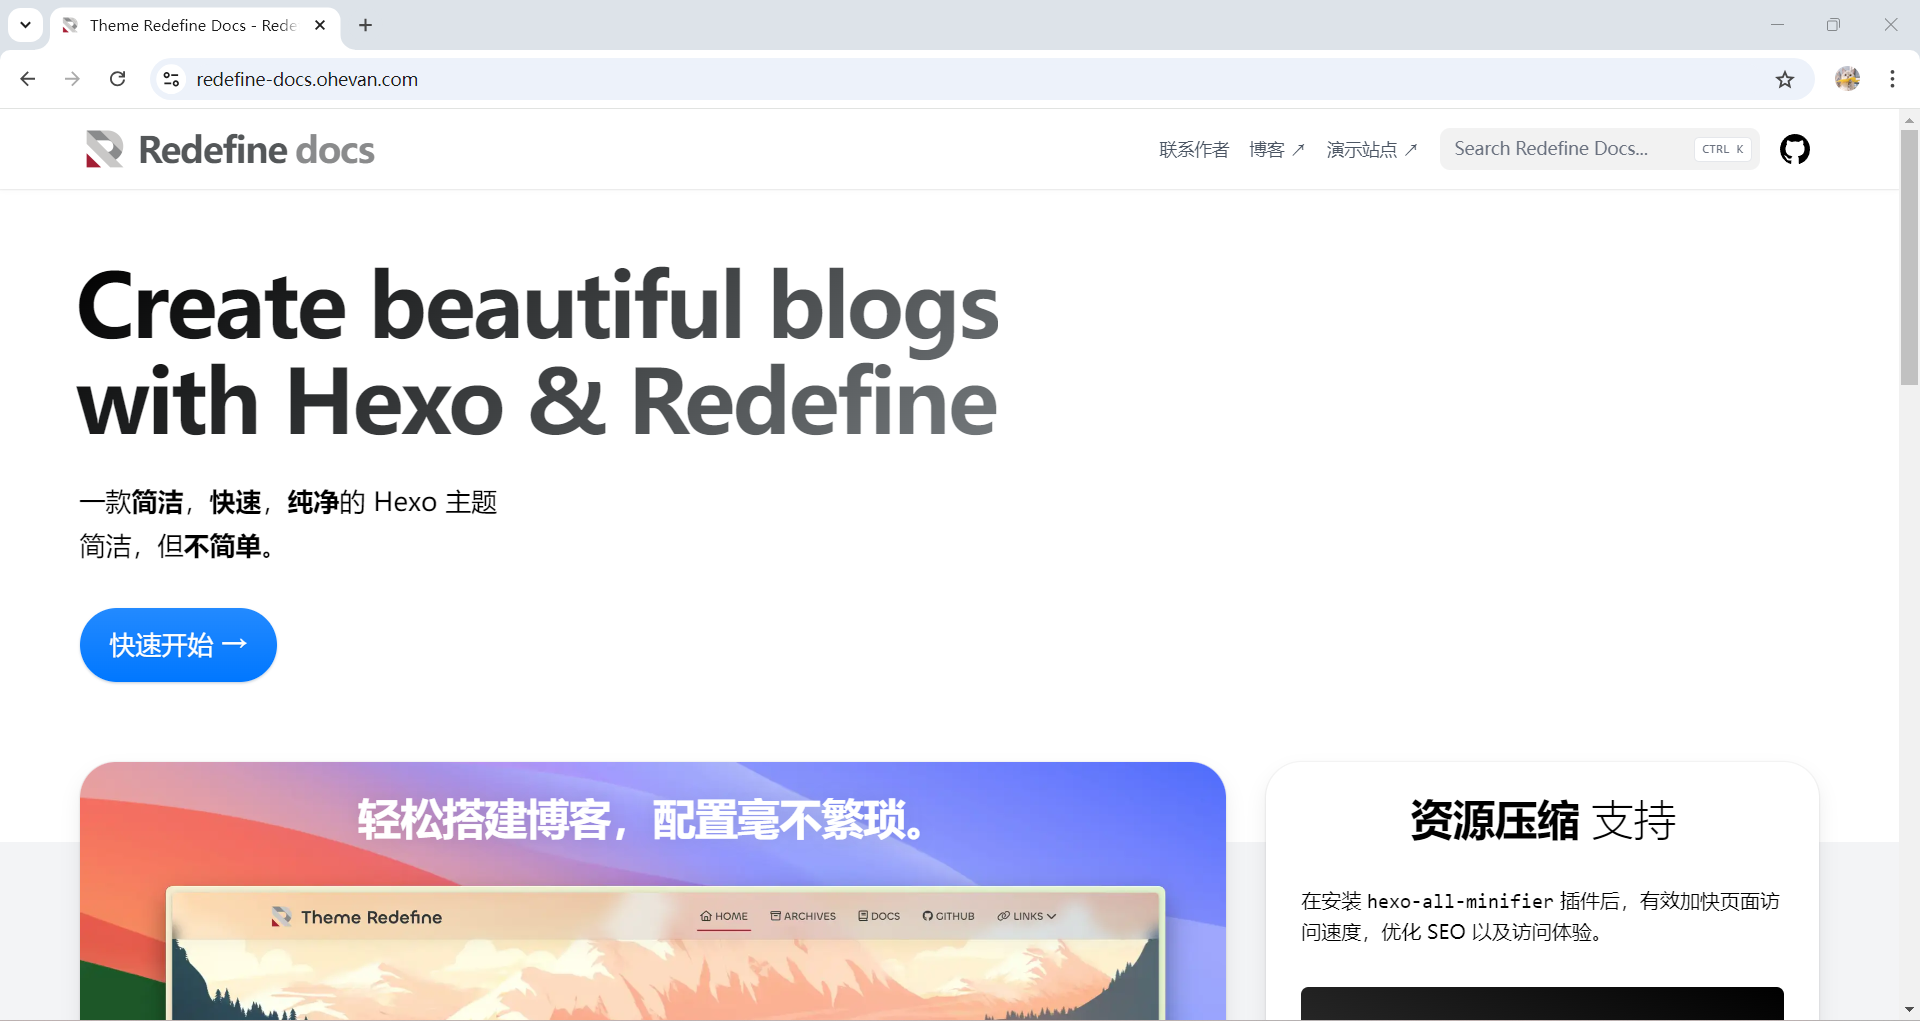 Theme Redefine Docs - Rede
redefine-docs.ohevan.com
Redefine docs
联系作者 博客 ↗ 演示站点 ↗ Search Redefine Docs... CTRL K
Create beautiful blogs
with Hexo & Redefine
一款简洁，快速，纯净的 Hexo 主题
简洁，但不简单。
快速开始 →
轻松搭建博客，配置毫不繁琐。
Theme Redefine HOME ARCHIVES DOCS GITHUB LINKS
资源压缩 支持
在安装 hexo-all-minifier 插件后，有效加快页面访
问速度，优化 SEO 以及访问体验。